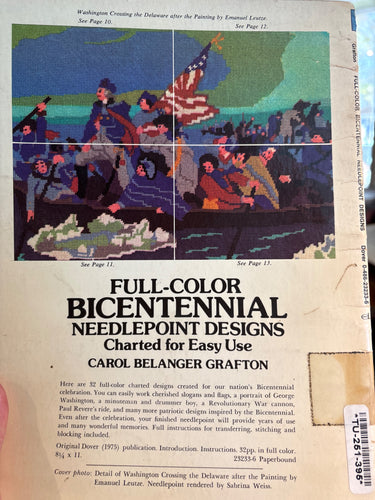 Washington Crossing the Delaware after the Painting by Emanuel Leutze.
See Page 10. See Page 12.
See Page 11. See Page 13.
FULL-COLOR
BICENTENNIAL
NEEDLEPOINT DESIGNS
Charted for Easy Use
CAROL BELANGER GRAFTON
Here are 32 full-color charted designs created for our nation's Bicentennial
celebration. You can easily work cherished slogans and flags, a portrait of George
Washington, a minuteman and drummer boy, a Revolutionary War cannon,
Paul Revere's ride, and many more patriotic designs inspired by the Bicentennial.
Even after the celebration, your finished needlepoint will provide years of use
and many wonderful memories. Full instructions for transferring, stitching and
blocking included.
Original Dover (1975) publication. Introduction. Instructions. 32pp. in full color.
8¼ x 11. 23233-6 Paperbound
Cover photo: Detail of Washington Crossing the Delaware after the painting by
Emanuel Leutze. Needlepoint rendered by Sabrina Weiss.
Grafton FULL-COLOR BICENTENNIAL NEEDLEPOINT DESIGNS Dover 0-486-23233-6
*TU-251-395*